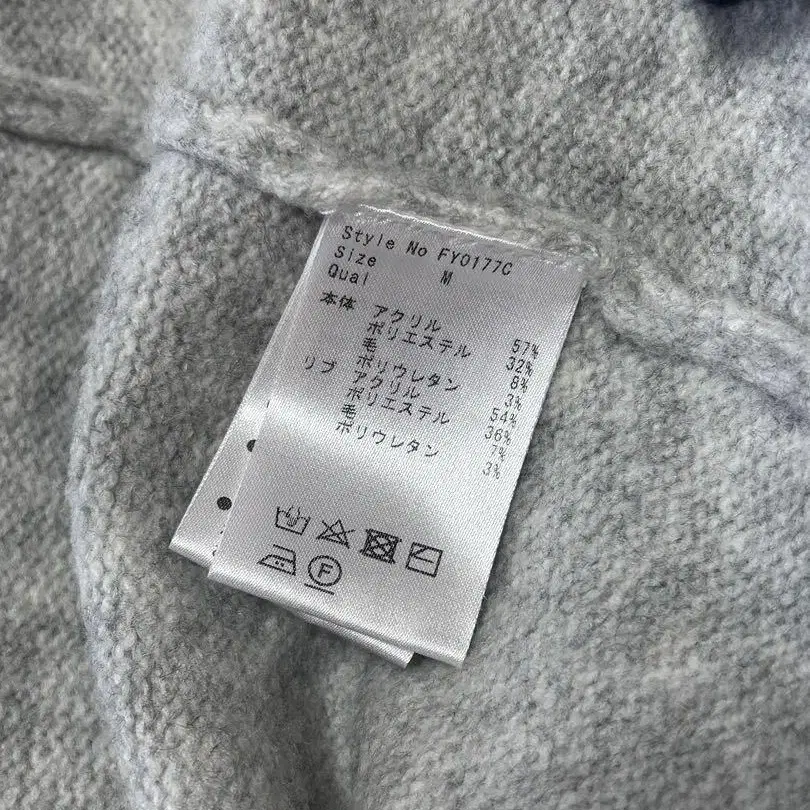 Style No FY0177C
Size M
Qual
本体 アクリル 57%
ポリエステル 32%
毛 8%
ポリウレタン 3%
リブ アクリル 54%
ポリエステル 36%
毛 7%
ポリウレタン 3%
F